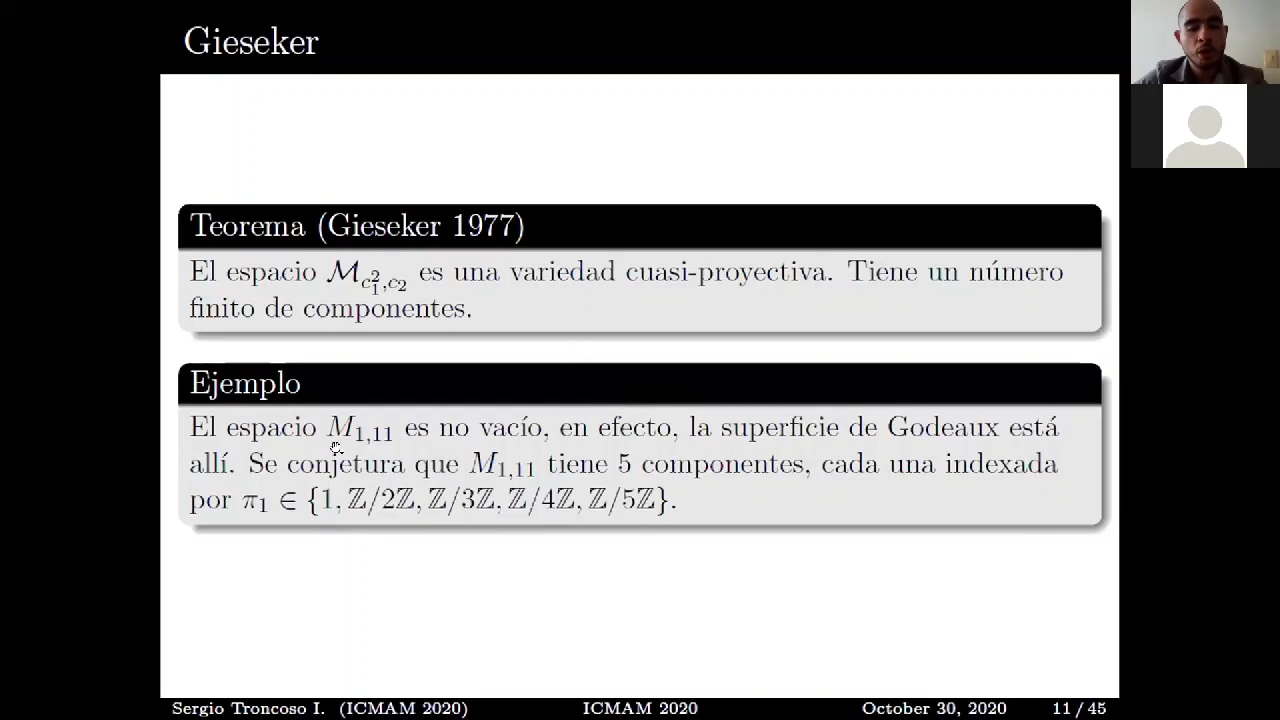 Gieseker
Teorema (Gieseker 1977)
El espacio $\mathcal{M}_{c_1^2,c_2}$ es una variedad cuasi-proyectiva. Tiene un número
finito de componentes.
Ejemplo
El espacio $M_{1,11}$ es no vacío, en efecto, la superficie de Godeaux está
allí. Se conjetura que $M_{1,11}$ tiene 5 componentes, cada una indexada
por $\pi_1 \in \{1, \mathbb{Z}/2\mathbb{Z}, \mathbb{Z}/3\mathbb{Z}, \mathbb{Z}/4\mathbb{Z}, \mathbb{Z}/5\mathbb{Z}\}$.
Sergio Troncoso I. (ICMAM 2020) ICMAM 2020 October 30, 2020 11 / 45